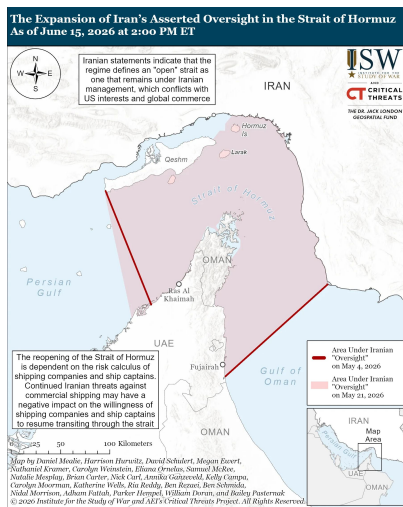 The Expansion of Iran's Asserted Oversight in the Strait of Hormuz
As of June 15, 2026 at 2:00 PM ET
N
W
E
S
Iranian statements indicate that the
regime defines an "open" strait as
one that remains under Iranian
management, which conflicts with
US interests and global commerce
ISW
INSTITUTE FOR THE
STUDY OF WAR
AND
CT CRITICAL
THREATS
THE DR. JACK LONDON
GEOSPATIAL FUND
IRAN
Hormuz
Is
Larak
Qeshm
Strait of Hormuz
OMAN
Persian
Gulf
Ras Al
Khaimah
UAE
Fujairah
Gulf of
Oman
OMAN
The reopening of the Strait of Hormuz
is dependent on the risk calculus of
shipping companies and ship captains.
Continued Iranian threats against
commercial shipping may have a
negative impact on the willingness of
shipping companies and ship captains
to resume transiting through the strait
Area Under Iranian
"Oversight"
on May 4, 2026
Area Under Iranian
"Oversight"
on May 21, 2026
0 25 50 100 Kilometers
IRAN
Map
Area
Persian Gulf
UAE
OMAN
Map by Daniel Mealie, Harrison Hurwitz, David Schulert, Megan Ewert,
Nathaniel Kramer, Carolyn Weinstein, Eliana Ornelas, Samuel McRee,
Natalie Mesplay, Brian Carter, Nick Carl, Annika Ganzeveld, Kelly Campa,
Carolyn Moorman, Katherine Wells, Ria Reddy, Ben Rezaei, Ben Schmida,
Nidal Morrison, Adham Fattah, Parker Hempel, William Doran, and Bailey Pasternak
© 2026 Institute for the Study of War and AEI's Critical Threats Project. All Rights Reserved.